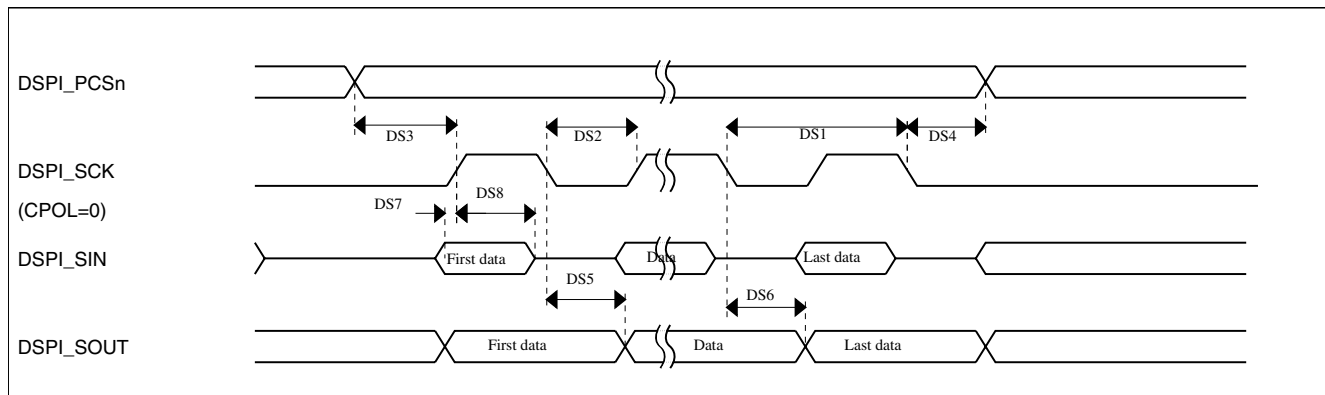 DSPI_PCSn
DS3
DS2
DS1
DS4
DSPI_SCK
(CPOL=0)
DS7
DS8
DSPI_SIN
First data
Data
Last data
DS5
DS6
DSPI_SOUT
First data
Data
Last data